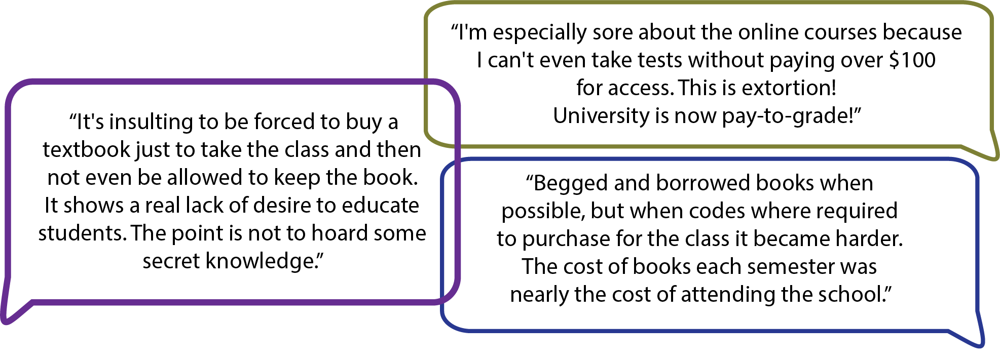 “I'm especially sore about the online courses because
I can't even take tests without paying over $100
for access. This is extortion!
University is now pay-to-grade!”
“It's insulting to be forced to buy a
textbook just to take the class and then
not even be allowed to keep the book.
It shows a real lack of desire to educate
students. The point is not to hoard some
secret knowledge.”
“Begged and borrowed books when
possible, but when codes where required
to purchase for the class it became harder.
The cost of books each semester was
nearly the cost of attending the school.”